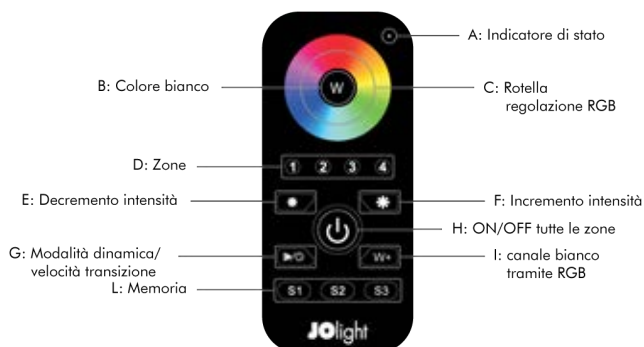 A: Indicatore di stato
B: Colore bianco
W
C: Rotella
regolazione RGB
D: Zone
1 2 3 4
E: Decremento intensità
F: Incremento intensità
H: ON/OFF tutte le zone
G: Modalità dinamica/
velocità transizione
W+
I: canale bianco
tramite RGB
L: Memoria
S1 S2 S3
JOlight